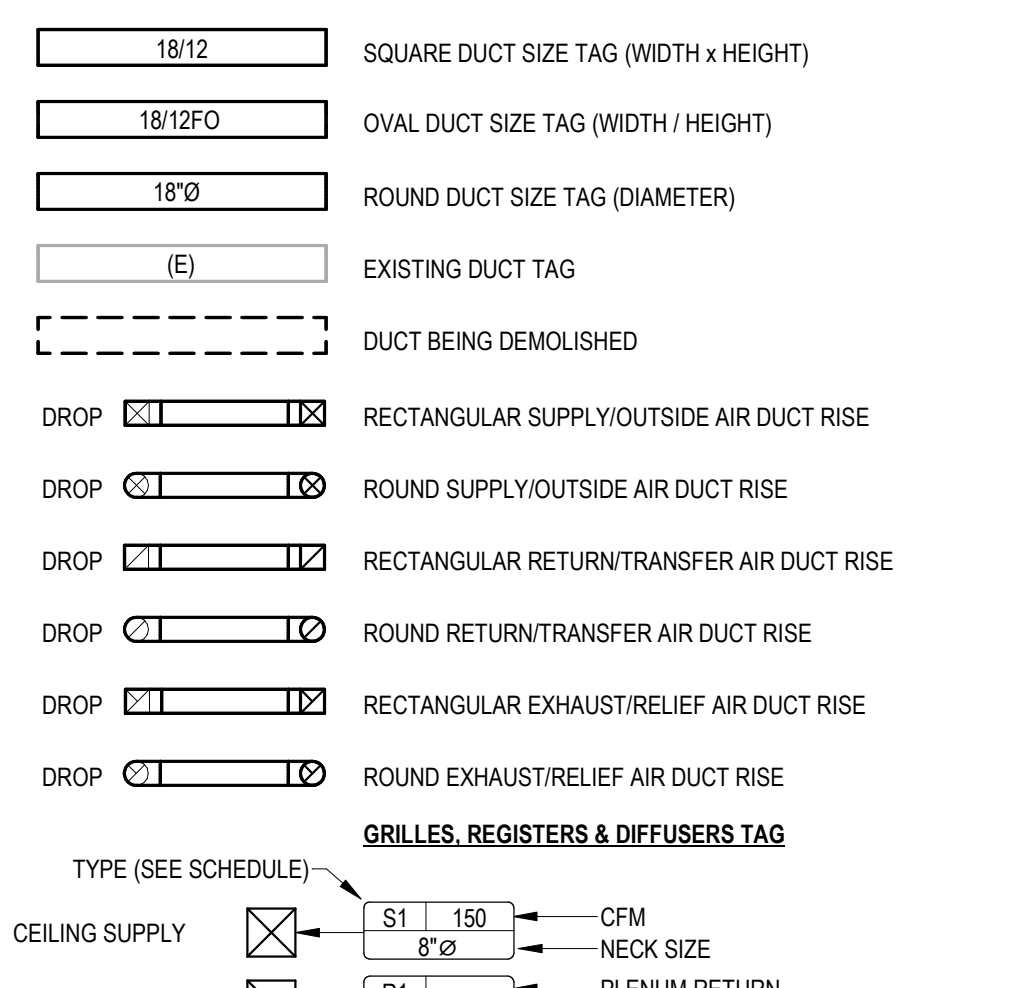 18/12 SQUARE DUCT SIZE TAG (WIDTH x HEIGHT)
18/12FO OVAL DUCT SIZE TAG (WIDTH / HEIGHT)
18"Ø ROUND DUCT SIZE TAG (DIAMETER)
(E) EXISTING DUCT TAG
DUCT BEING DEMOLISHED
DROP RECTANGULAR SUPPLY/OUTSIDE AIR DUCT RISE
DROP ROUND SUPPLY/OUTSIDE AIR DUCT RISE
DROP RECTANGULAR RETURN/TRANSFER AIR DUCT RISE
DROP ROUND RETURN/TRANSFER AIR DUCT RISE
DROP RECTANGULAR EXHAUST/RELIEF AIR DUCT RISE
DROP ROUND EXHAUST/RELIEF AIR DUCT RISE
GRILLES, REGISTERS & DIFFUSERS TAG
TYPE (SEE SCHEDULE)
CEILING SUPPLY S1 150 CFM
8"Ø NECK SIZE
R1 PLENUM RETURN